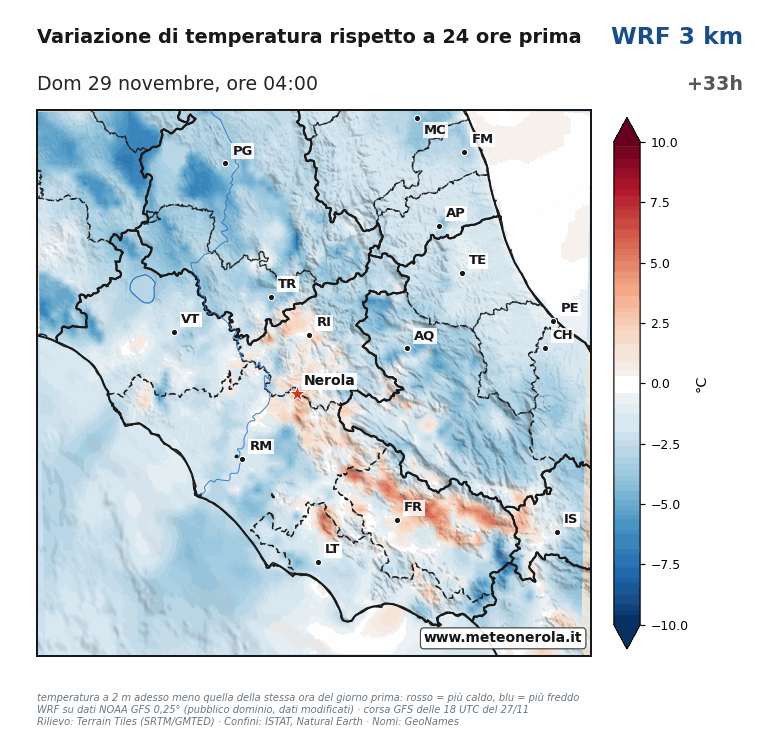 Variazione di temperatura rispetto a 24 ore prima
WRF 3 km
Dom 29 novembre, ore 04:00
+33h
MC
FM
PG
AP
TE
TR
PE
VT
RI
CH
AQ
Nerola
RM
FR
IS
LT
www.meteonerola.it
10.0
7.5
5.0
2.5
0.0
−2.5
−5.0
−7.5
−10.0
°C
temperatura a 2 m adesso meno quella della stessa ora del giorno prima: rosso = più caldo, blu = più freddo
WRF su dati NOAA GFS 0,25° (pubblico dominio, dati modificati) · corsa GFS delle 18 UTC del 27/11
Rilievo: Terrain Tiles (SRTM/GMTED) · Confini: ISTAT, Natural Earth · Nomi: GeoNames